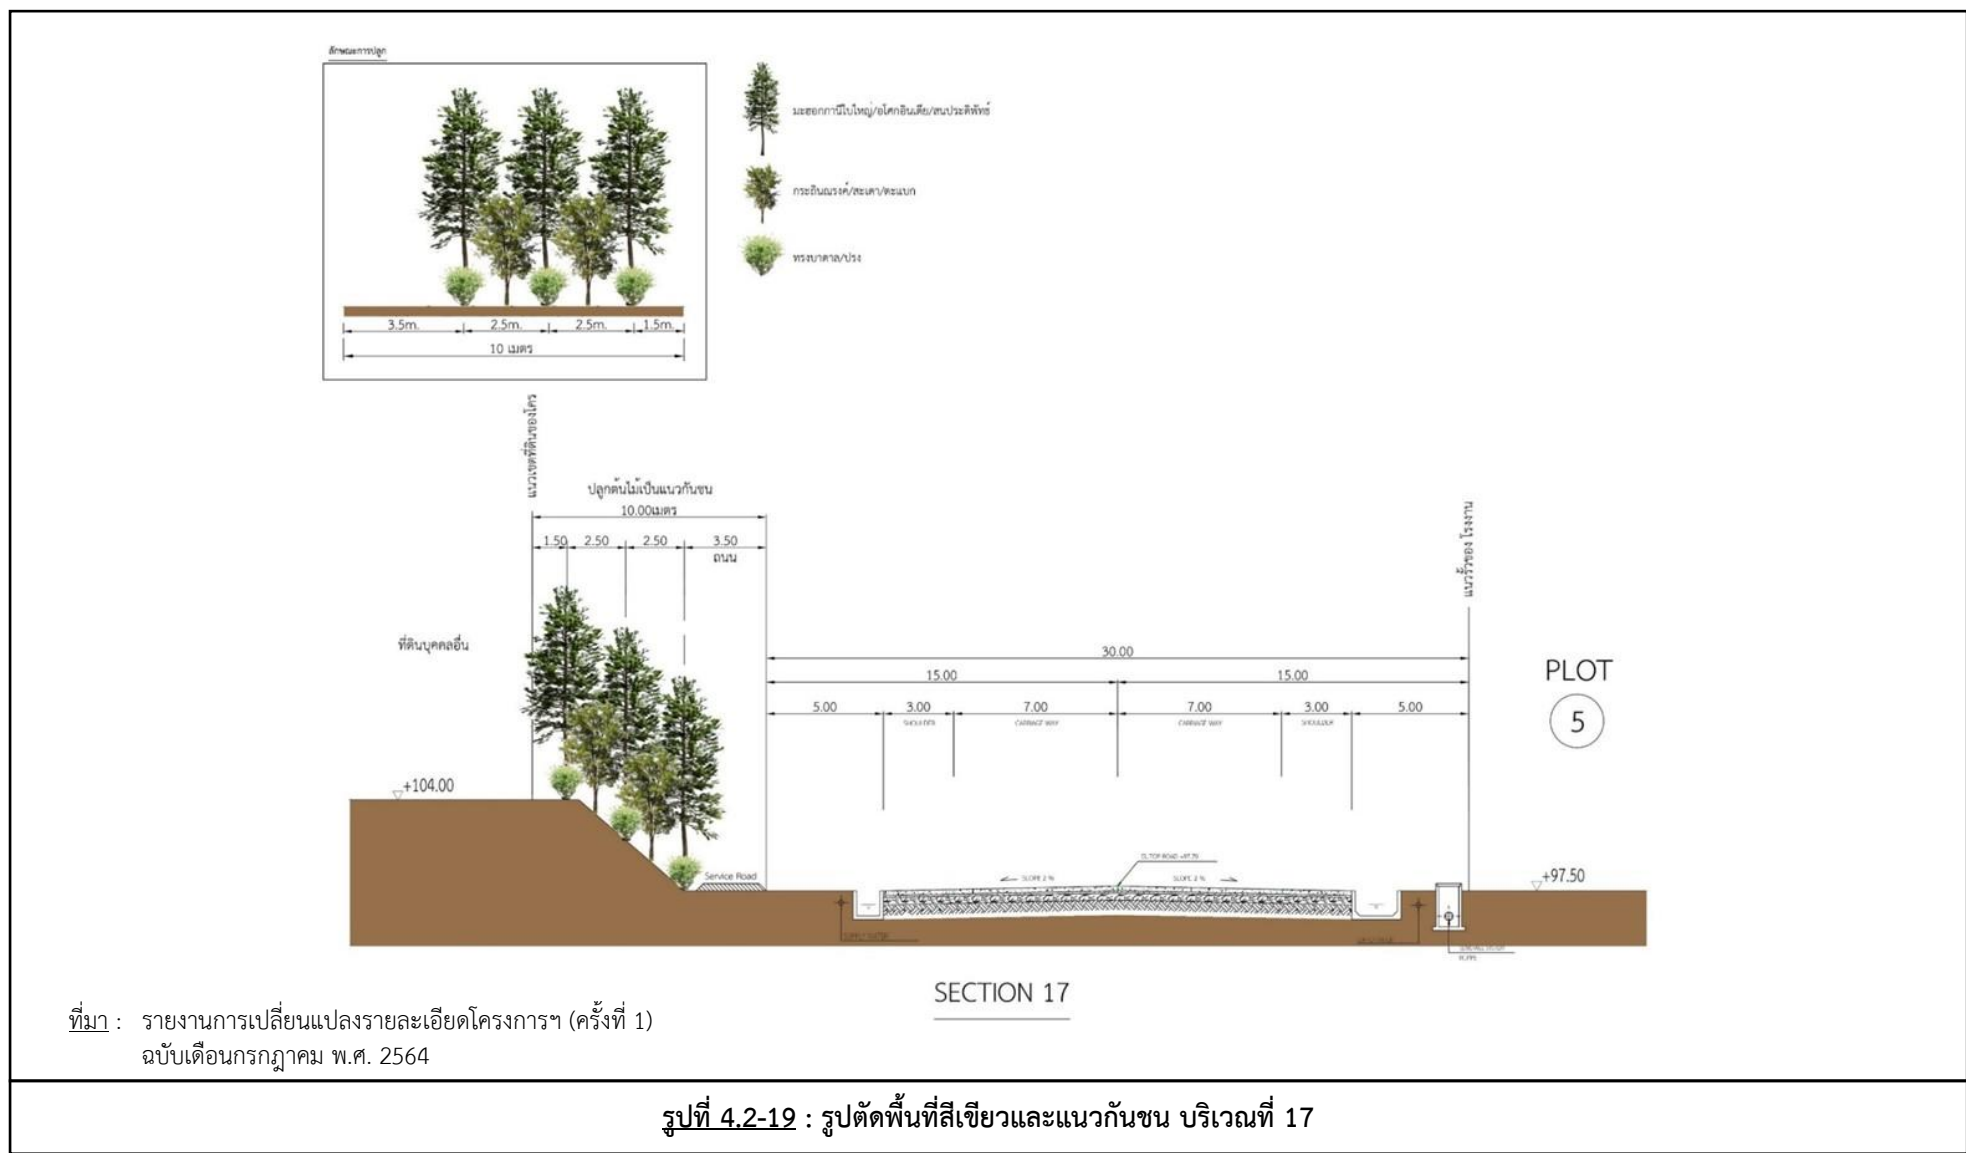 ลักษณะการปลูก
มะฮอกกานีใบใหญ่/อโศกอินเดีย/สนประดิพัทธ์
กระถินณรงค์/สะเดา/ตะแบก
ทรงบาดาล/ปรง
3.5m. 2.5m. 2.5m. 1.5m.
10 เมตร
แนวเขตที่ดินของโคร
ปลูกต้นไม้เป็นแนวกันชน
10.00เมตร
1.50 2.50 2.50 3.50
ถนน
แนวรั้วของ โรงงาน
ที่ดินบุคคลอื่น
30.00
15.00 15.00
5.00 3.00 7.00 7.00 3.00 5.00
SHOULDER CARRIAGE WAY CARRIAGE WAY SHOULDER
PLOT
5
+104.00
Service Road
SLOPE 2 % SLOPE 2 %
+97.50
SECTION 17
ที่มา : รายงานการเปลี่ยนแปลงรายละเอียดโครงการฯ (ครั้งที่ 1)
ฉบับเดือนกรกฎาคม พ.ศ. 2564
รูปที่ 4.2-19 : รูปตัดพื้นที่สีเขียวและแนวกันชน บริเวณที่ 17